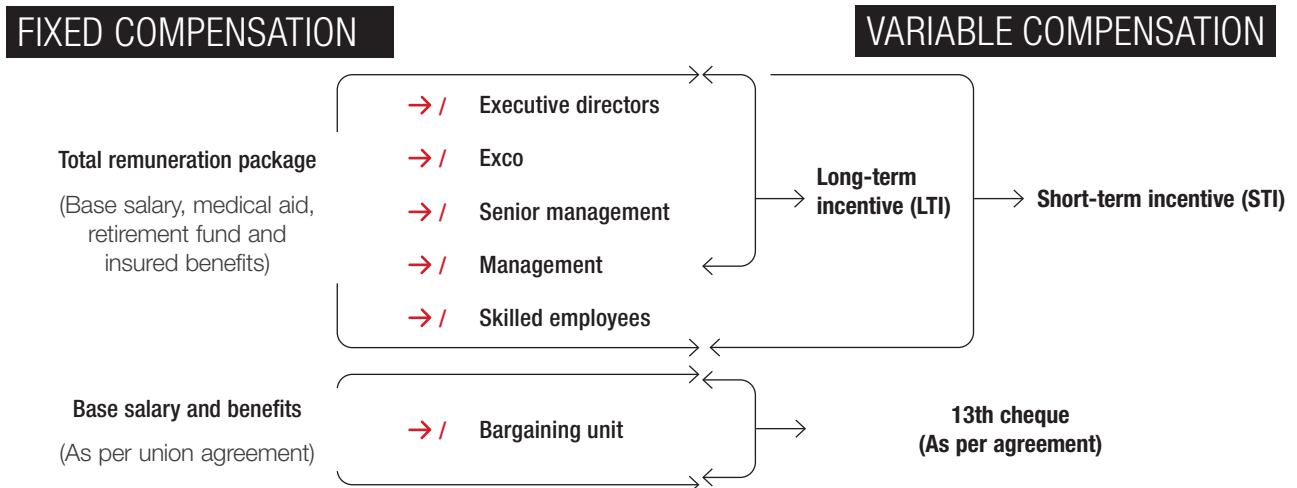 FIXED COMPENSATION
VARIABLE COMPENSATION
Total remuneration package
(Base salary, medical aid,
retirement fund and
insured benefits)
/ Executive directors
/ Exco
/ Senior management
/ Management
/ Skilled employees
Long-term
incentive (LTI)
Short-term incentive (STI)
Base salary and benefits
(As per union agreement)
/ Bargaining unit
13th cheque
(As per agreement)